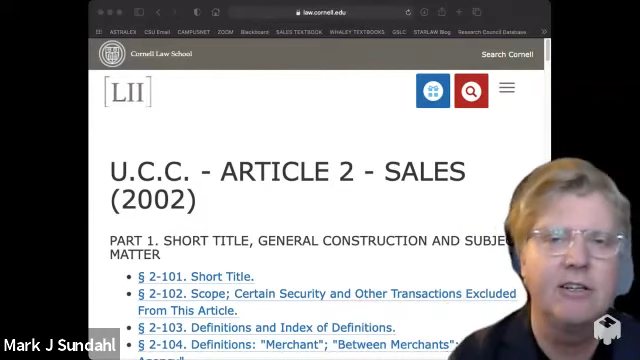 law.cornell.edu
ASTRALEX CSU Email CAMPUSNET ZOOM Blackboard SALES TEXTBOOK WHALEY TEXTBOOKS GSLC STARLAW Blog Research Council Database
Cornell Law School Search Cornell
LII
U.C.C. - ARTICLE 2 - SALES
(2002)
PART 1. SHORT TITLE, GENERAL CONSTRUCTION AND SUBJE
MATTER
• § 2-101. Short Title.
• § 2-102. Scope; Certain Security and Other Transactions Excluded
From This Article.
• § 2-103. Definitions and Index of Definitions.
• § 2-104. Definitions: "Merchant"; "Between Merchants";
Mark J Sundahl